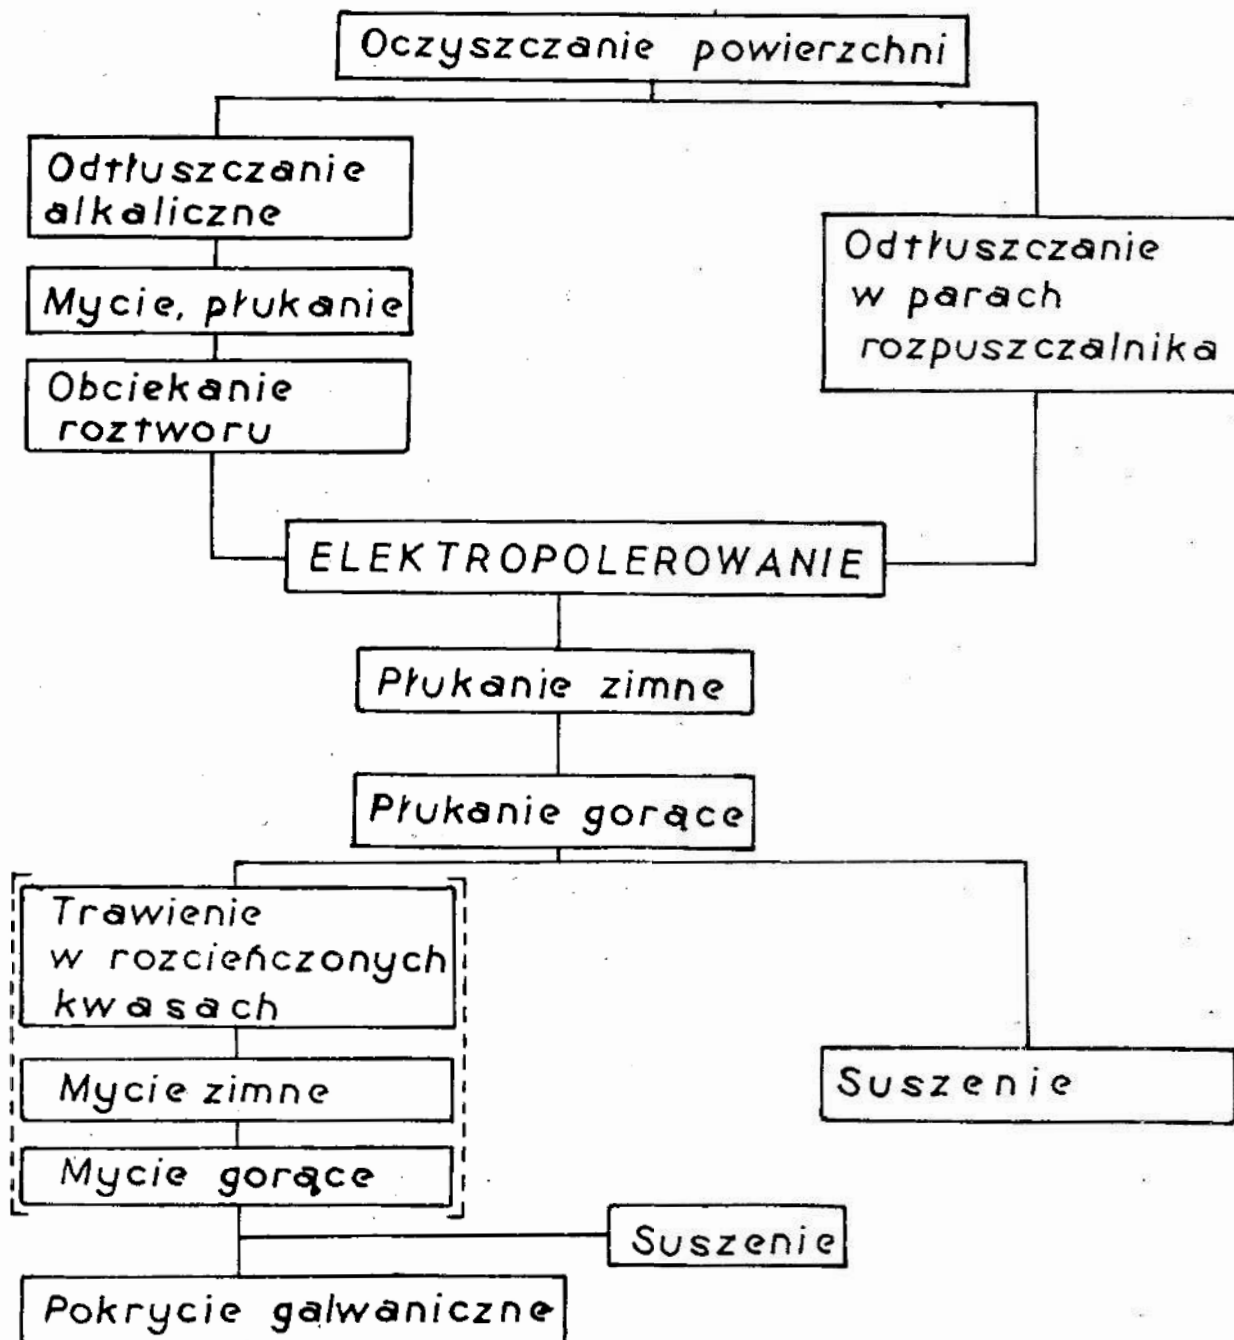 Oczyszczanie powierzchni
Odtłuszczanie
alkaliczne
Mycie, płukanie
Obciekanie
roztworu
Odtłuszczanie
w parach
rozpuszczalnika
ELEKTROPOLEROWANIE
Płukanie zimne
Płukanie gorące
Trawienie
w rozcieńczonych
kwasach
Mycie zimne
Mycie gorące
Suszenie
Suszenie
Pokrycie galwaniczne